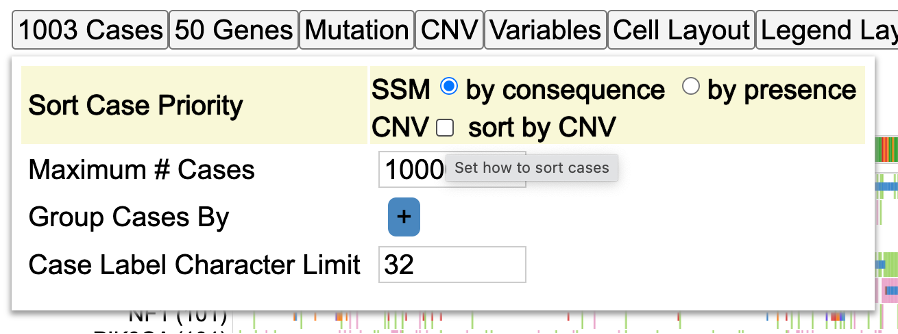 1003 Cases 50 Genes Mutation CNV Variables Cell Layout Legend Lay
Sort Case Priority SSM by consequence by presence
CNV sort by CNV
Maximum # Cases 1000
Set how to sort cases
Group Cases By +
Case Label Character Limit 32